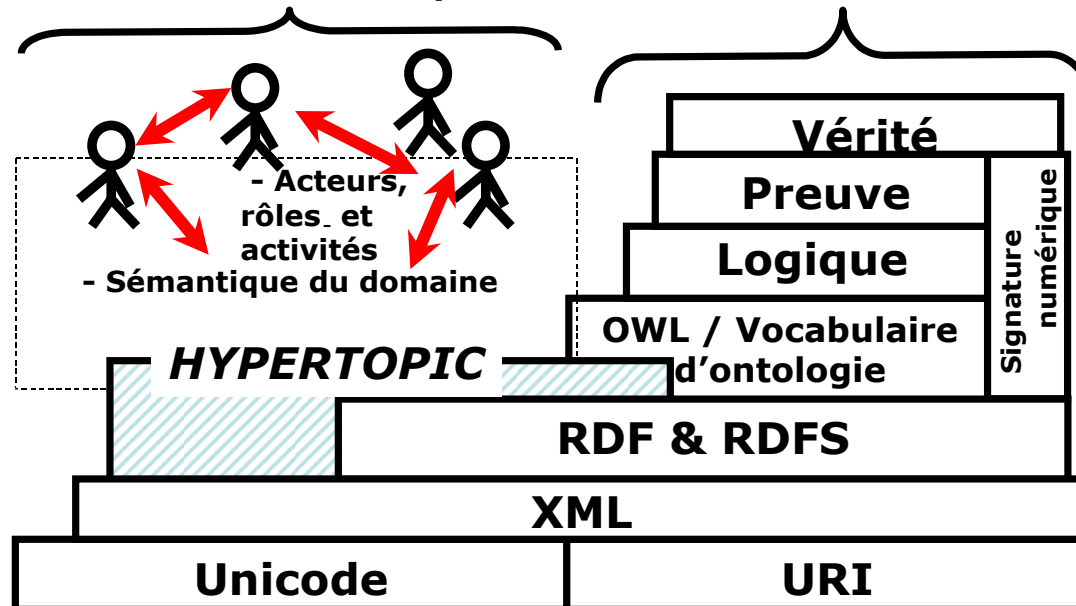 Vérité
Preuve
Logique
Signature
numérique
- Acteurs,
rôles et
activités
- Sémantique du domaine
OWL / Vocabulaire
d’ontologie
HYPERTOPIC
RDF & RDFS
XML
Unicode
URI